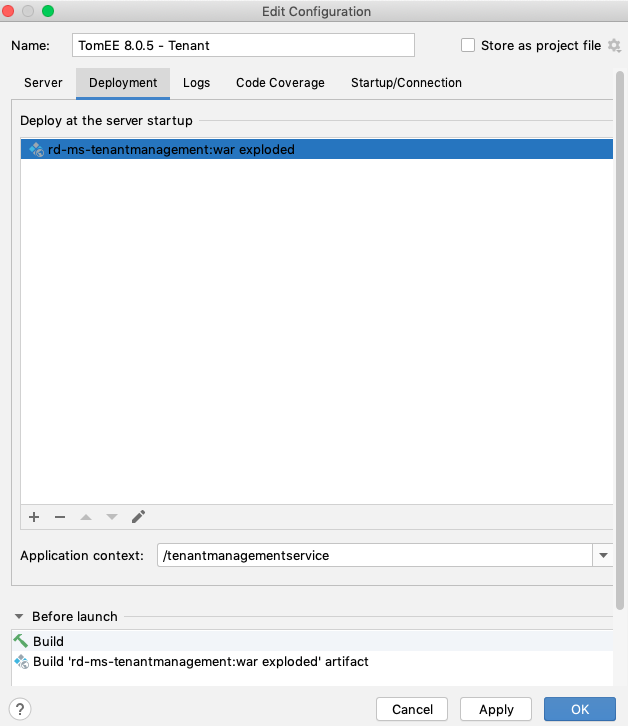 Edit Configuration
Name: TomEE 8.0.5 - Tenant Store as project file
Server Deployment Logs Code Coverage Startup/Connection
Deploy at the server startup
rd-ms-tenantmanagement:war exploded
Application context: /tenantmanagementservice
Before launch
Build
Build 'rd-ms-tenantmanagement:war exploded' artifact
? Cancel Apply OK